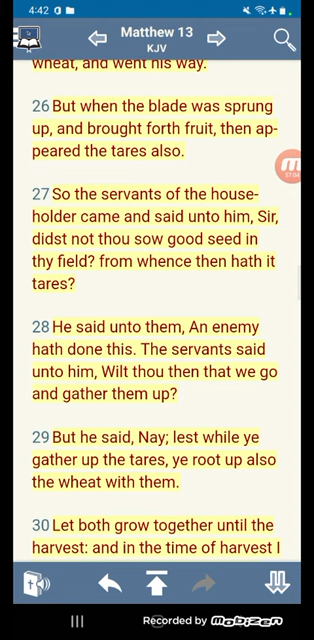 4:42
Matthew 13
KJV
wheat, and went his way.
26 But when the blade was sprung
up, and brought forth fruit, then ap-
peared the tares also.
27 So the servants of the house-
holder came and said unto him, Sir,
didst not thou sow good seed in
thy field? from whence then hath it
tares?
28 He said unto them, An enemy
hath done this. The servants said
unto him, Wilt thou then that we go
and gather them up?
29 But he said, Nay; lest while ye
gather up the tares, ye root up also
the wheat with them.
30 Let both grow together until the
harvest: and in the time of harvest I
Recorded by mobizen